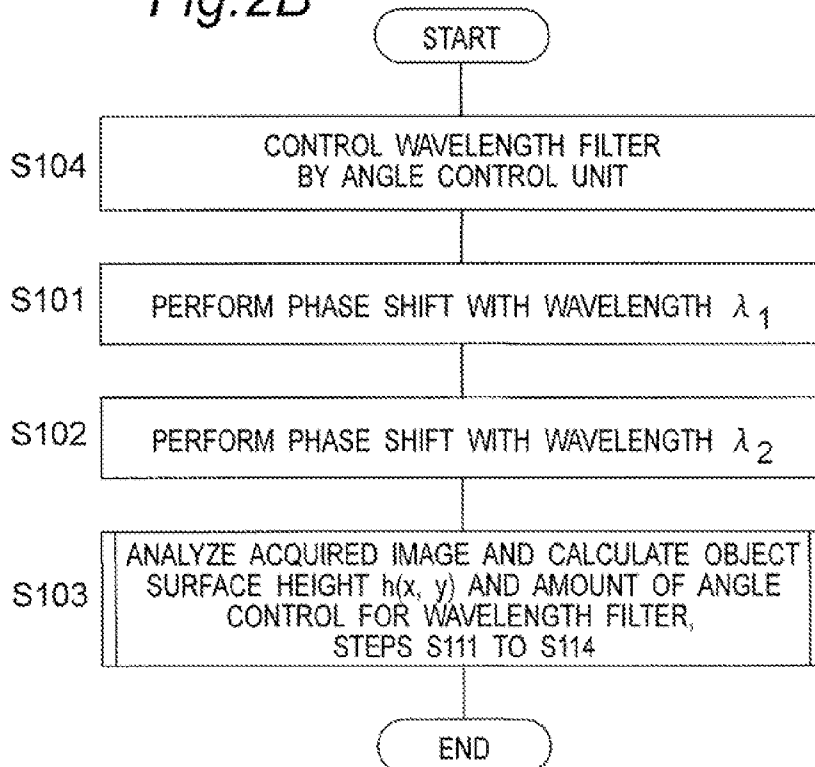 Fig.2B
START
S104
CONTROL WAVELENGTH FILTER
BY ANGLE CONTROL UNIT
S101
PERFORM PHASE SHIFT WITH WAVELENGTH λ1
S102
PERFORM PHASE SHIFT WITH WAVELENGTH λ2
S103
ANALYZE ACQUIRED IMAGE AND CALCULATE OBJECT
SURFACE HEIGHT h(x, y) AND AMOUNT OF ANGLE
CONTROL FOR WAVELENGTH FILTER,
STEPS S111 TO S114
END